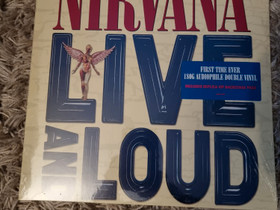 NIRVANA
LIVE
FIRST TIME EVER
180G AUDIOPHILE DOUBLE VINYL
AND
LOUD